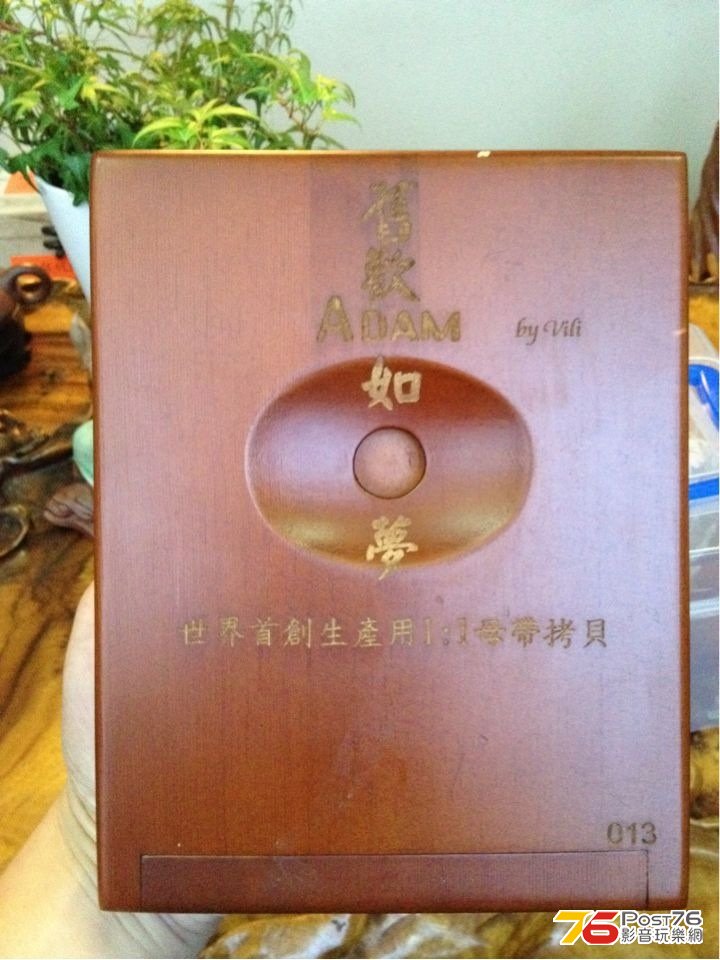 舊
歡
ADAM
by Vili
如
夢
世界首創生產用1:1母帶拷貝
013
76 POST76
影音玩樂網